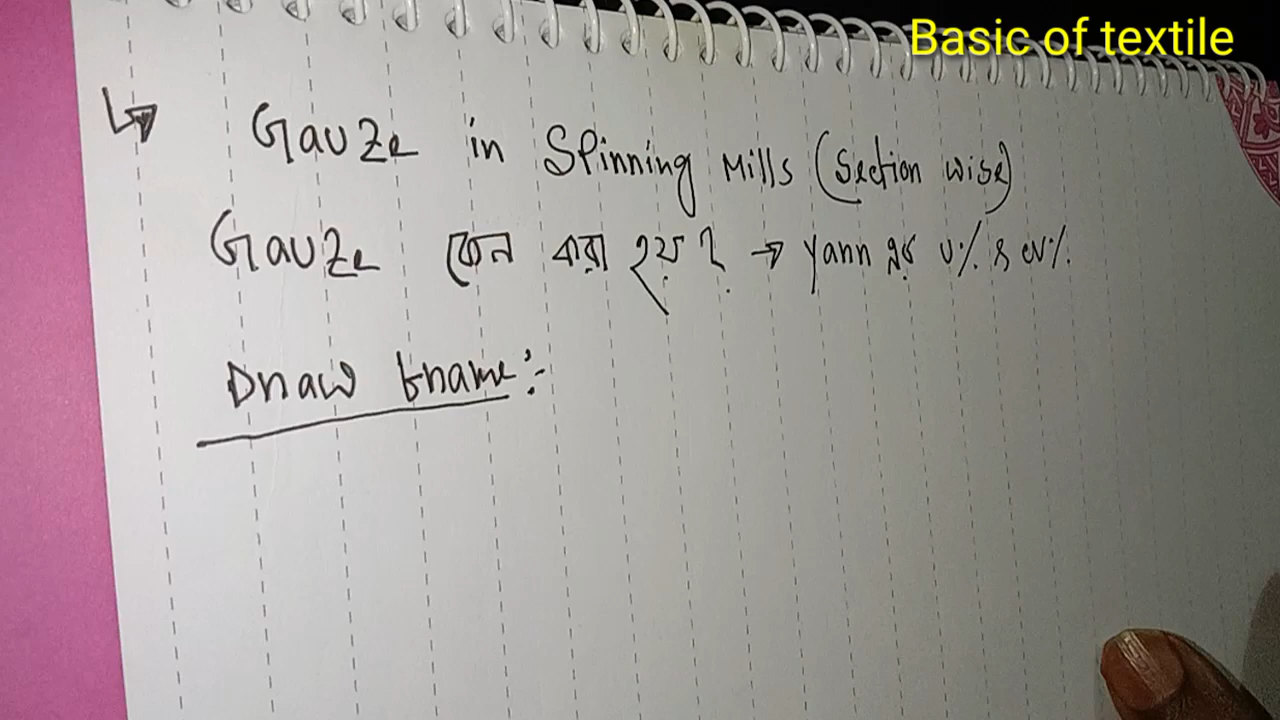 Basic of textile
Gauze in Spinning Mills (Section wise)
Gauze কেন করা হয় ? → Yarn এর U% & CV%.
Draw frame:-